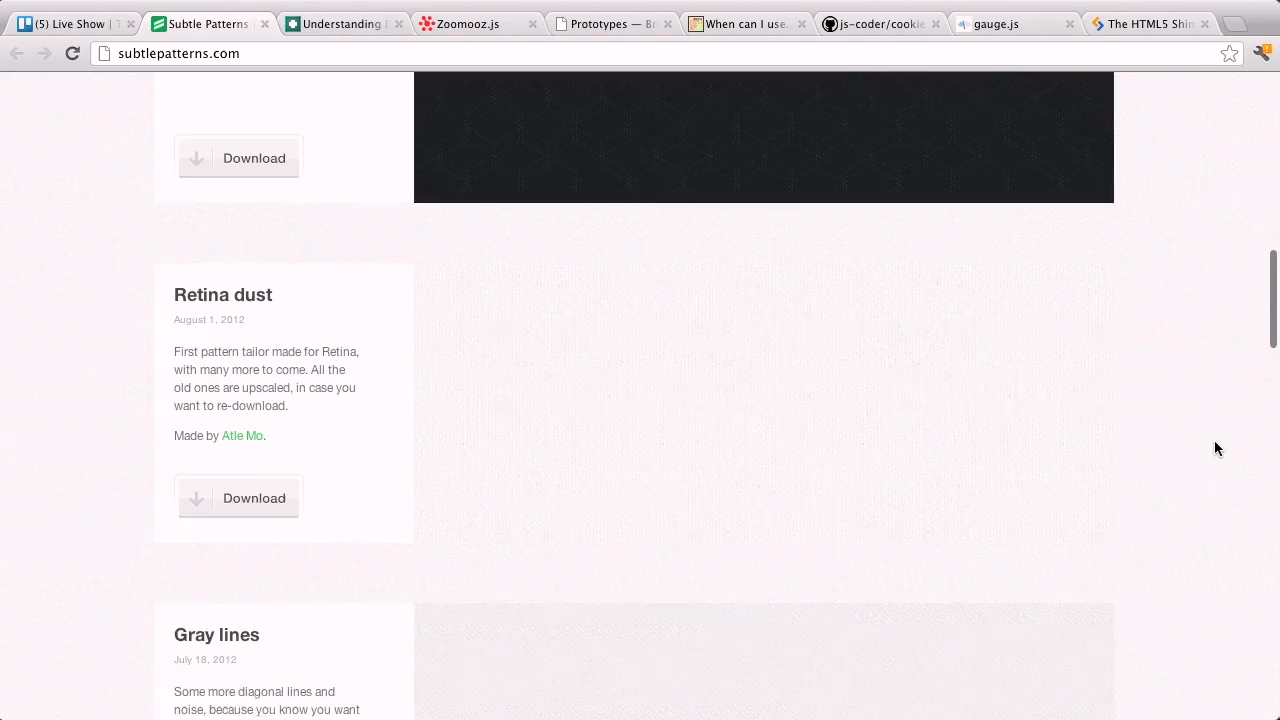 (5) Live Show | T
Subtle Patterns |
Understanding
Zoomooz.js
Prototypes — Br
When can I use...
js-coder/cookie
gauge.js
The HTML5 Shim
subtlepatterns.com
Download
Retina dust
August 1, 2012
First pattern tailor made for Retina,
with many more to come. All the
old ones are upscaled, in case you
want to re-download.
Made by Atle Mo.
Download
Gray lines
July 18, 2012
Some more diagonal lines and
noise, because you know you want